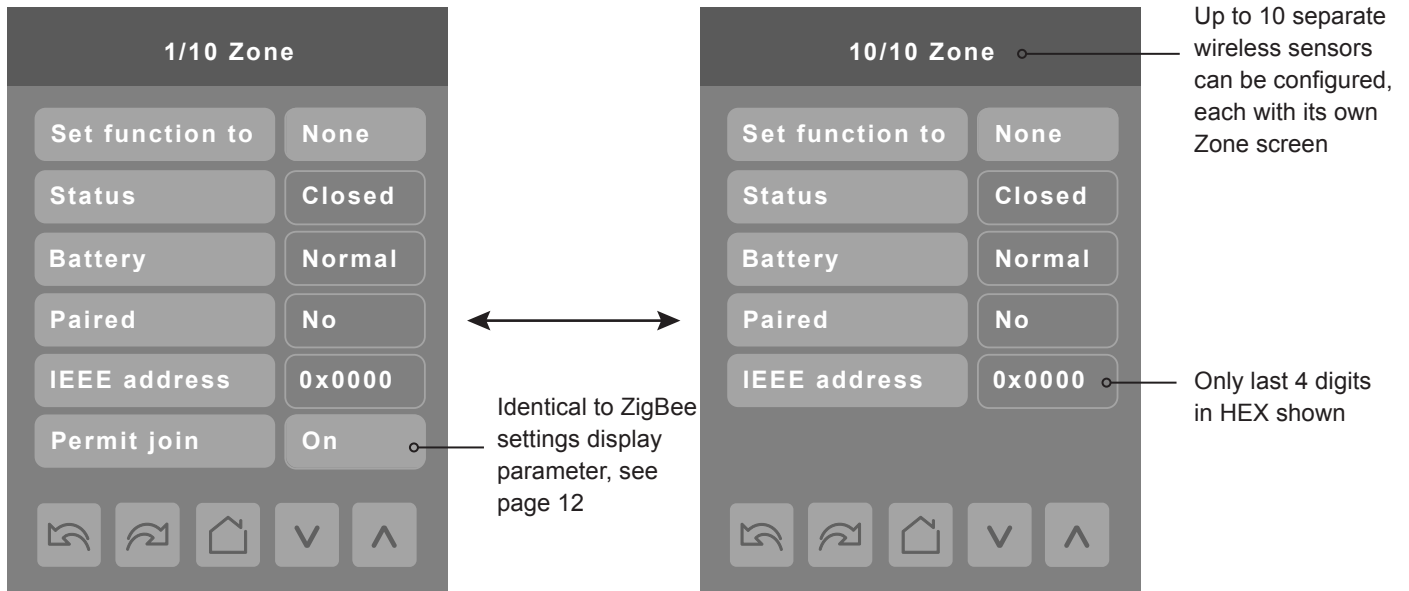 1/10 Zone
Set function to None
Status Closed
Battery Normal
Paired No
IEEE address 0x0000
Permit join On
Identical to ZigBee
settings display
parameter, see
page 12
10/10 Zone
Set function to None
Status Closed
Battery Normal
Paired No
IEEE address 0x0000
Up to 10 separate
wireless sensors
can be configured,
each with its own
Zone screen
Only last 4 digits
in HEX shown